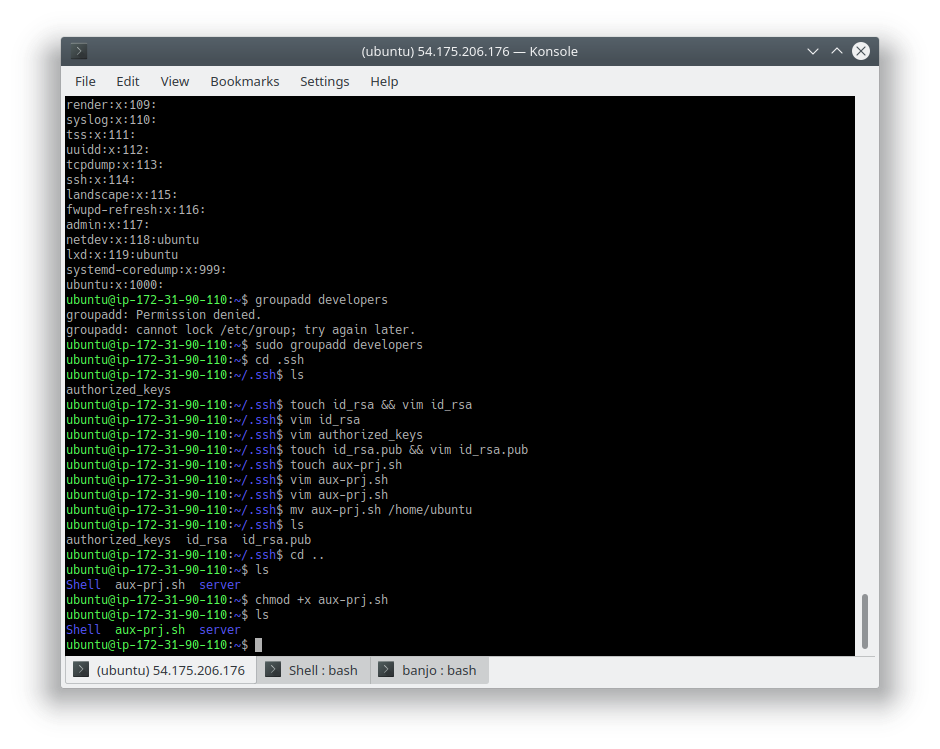 (ubuntu) 54.175.206.176 — Konsole
File Edit View Bookmarks Settings Help
render:x:109:
syslog:x:110:
tss:x:111:
uuidd:x:112:
tcpdump:x:113:
ssh:x:114:
landscape:x:115:
fwupd-refresh:x:116:
admin:x:117:
netdev:x:118:ubuntu
lxd:x:119:ubuntu
systemd-coredump:x:999:
ubuntu:x:1000:
ubuntu@ip-172-31-90-110:~$ groupadd developers
groupadd: Permission denied.
groupadd: cannot lock /etc/group; try again later.
ubuntu@ip-172-31-90-110:~$ sudo groupadd developers
ubuntu@ip-172-31-90-110:~$ cd .ssh
ubuntu@ip-172-31-90-110:~/.ssh$ ls
authorized_keys
ubuntu@ip-172-31-90-110:~/.ssh$ touch id_rsa && vim id_rsa
ubuntu@ip-172-31-90-110:~/.ssh$ vim id_rsa
ubuntu@ip-172-31-90-110:~/.ssh$ vim authorized_keys
ubuntu@ip-172-31-90-110:~/.ssh$ touch id_rsa.pub && vim id_rsa.pub
ubuntu@ip-172-31-90-110:~/.ssh$ touch aux-prj.sh
ubuntu@ip-172-31-90-110:~/.ssh$ vim aux-prj.sh
ubuntu@ip-172-31-90-110:~/.ssh$ vim aux-prj.sh
ubuntu@ip-172-31-90-110:~/.ssh$ mv aux-prj.sh /home/ubuntu
ubuntu@ip-172-31-90-110:~/.ssh$ ls
authorized_keys  id_rsa  id_rsa.pub
ubuntu@ip-172-31-90-110:~/.ssh$ cd ..
ubuntu@ip-172-31-90-110:~$ ls
Shell  aux-prj.sh  server
ubuntu@ip-172-31-90-110:~$ chmod +x aux-prj.sh
ubuntu@ip-172-31-90-110:~$ ls
Shell  aux-prj.sh  server
ubuntu@ip-172-31-90-110:~$
(ubuntu) 54.175.206.176 Shell : bash banjo : bash